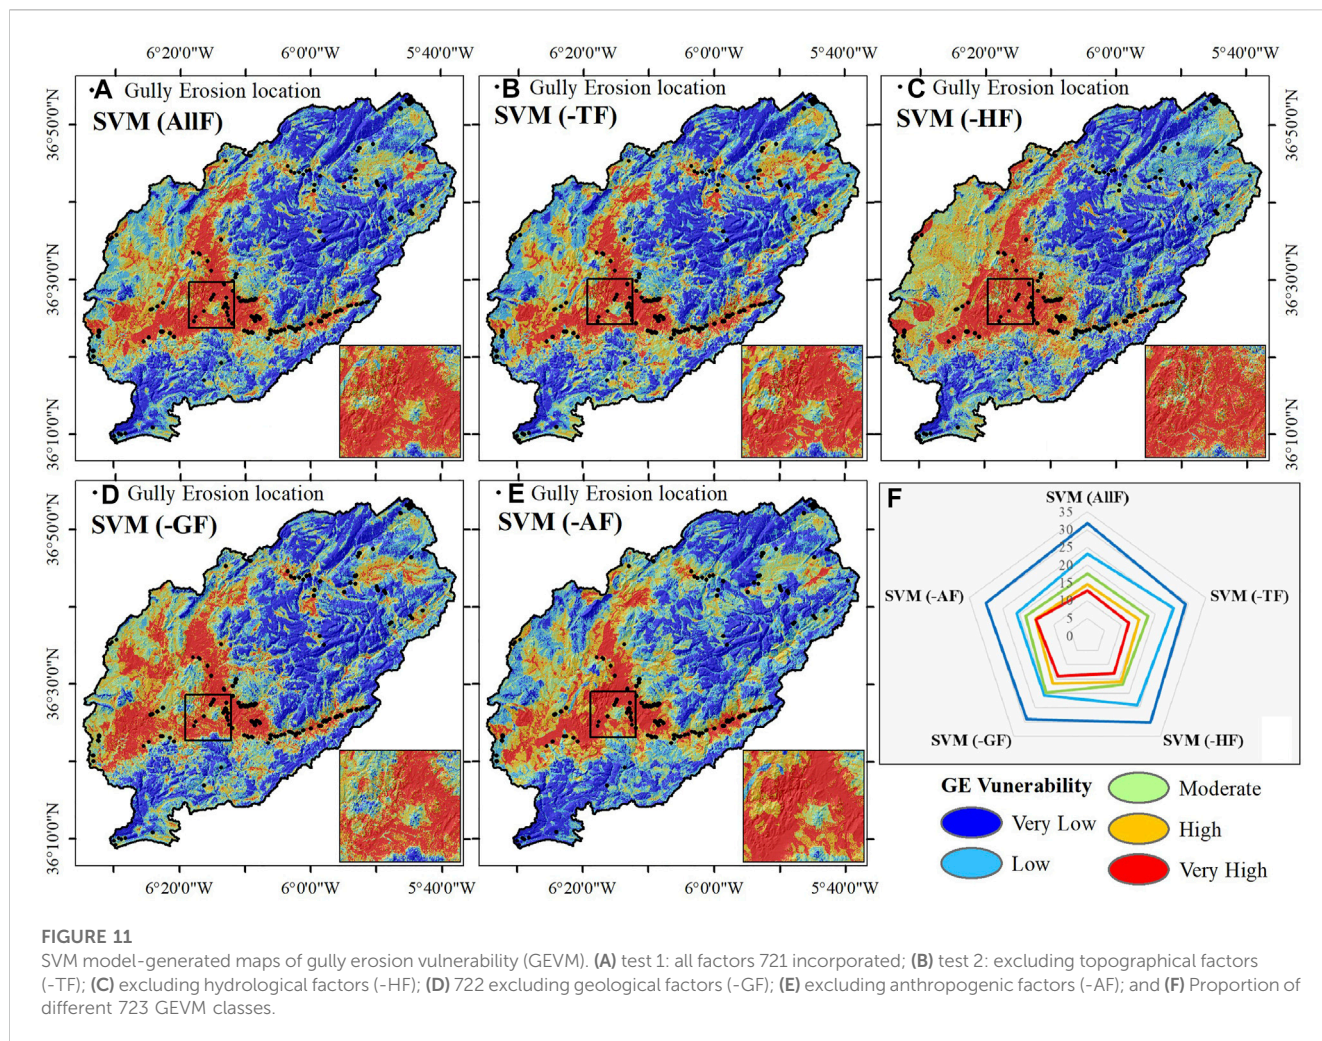 6°20'0"W 6°0'0"W 5°40'0"W 6°20'0"W 6°0'0"W 5°40'0"W 6°20'0"W 6°0'0"W 5°40'0"W
A Gully Erosion location
SVM (AllF)
B Gully Erosion location
SVM (-TF)
C Gully Erosion location
SVM (-HF)
36°50'0"N
36°30'0"N
36°10'0"N
36°50'0"N
36°30'0"N
36°10'0"N
D Gully Erosion location
SVM (-GF)
E Gully Erosion location
SVM (-AF)
36°50'0"N
36°30'0"N
36°10'0"N
6°20'0"W 6°0'0"W 5°40'0"W 6°20'0"W 6°0'0"W 5°40'0"W
F
SVM (AllF)
35
30
25
20
15
10
5
0
SVM (-AF)
SVM (-TF)
SVM (-GF)
SVM (-HF)
GE Vunerability
Very Low
Low
Moderate
High
Very High
FIGURE 11
SVM model-generated maps of gully erosion vulnerability (GEVM). (A) test 1: all factors 721 incorporated; (B) test 2: excluding topographical factors
(-TF); (C) excluding hydrological factors (-HF); (D) 722 excluding geological factors (-GF); (E) excluding anthropogenic factors (-AF); and (F) Proportion of
different 723 GEVM classes.